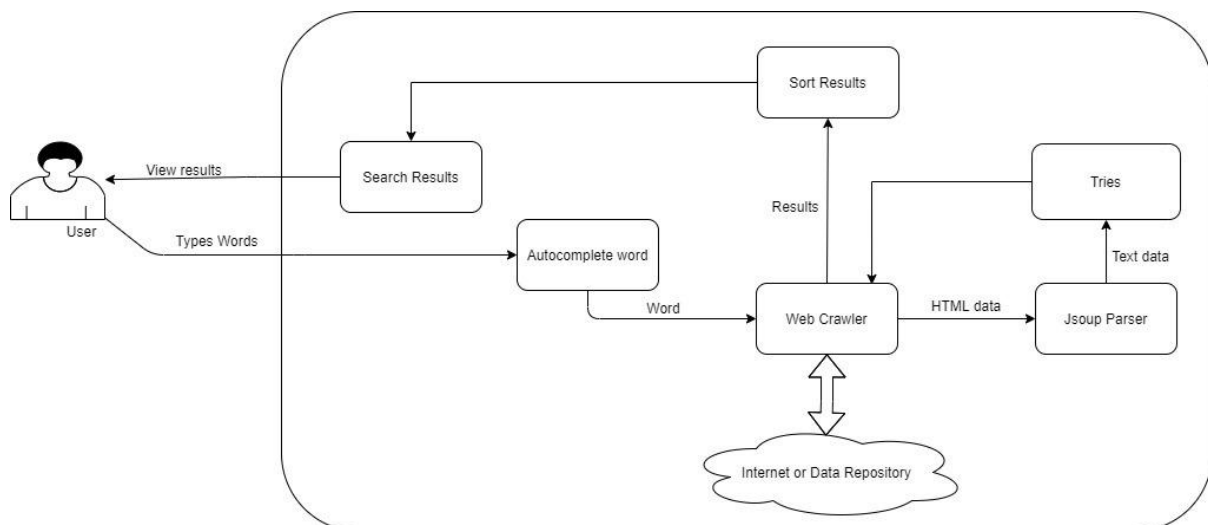 Sort Results
View results
Search Results
Tries
User
Types Words
Results
Autocomplete word
Text data
Word
Web Crawler
HTML data
Jsoup Parser
Internet or Data Repository